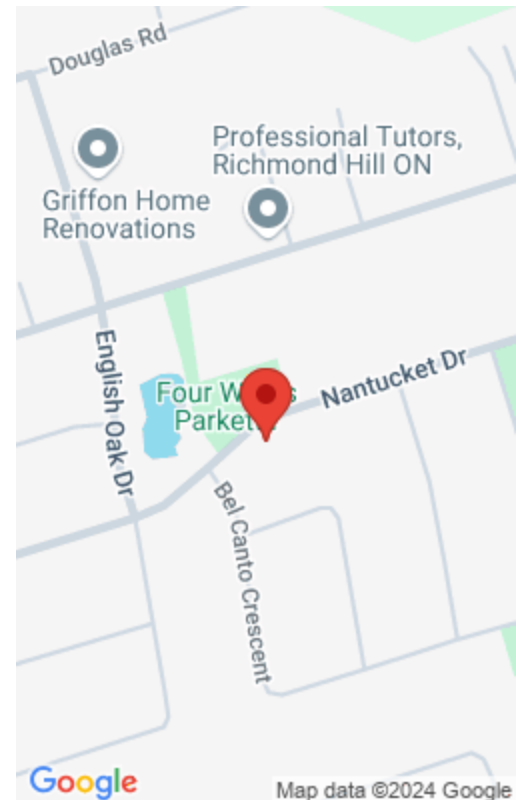 Douglas Rd
Professional Tutors,
Richmond Hill ON
Griffon Home
Renovations
English Oak Dr
Nantucket Dr
Four
Bel Canto Crescent
Google
Map data ©2024 Google